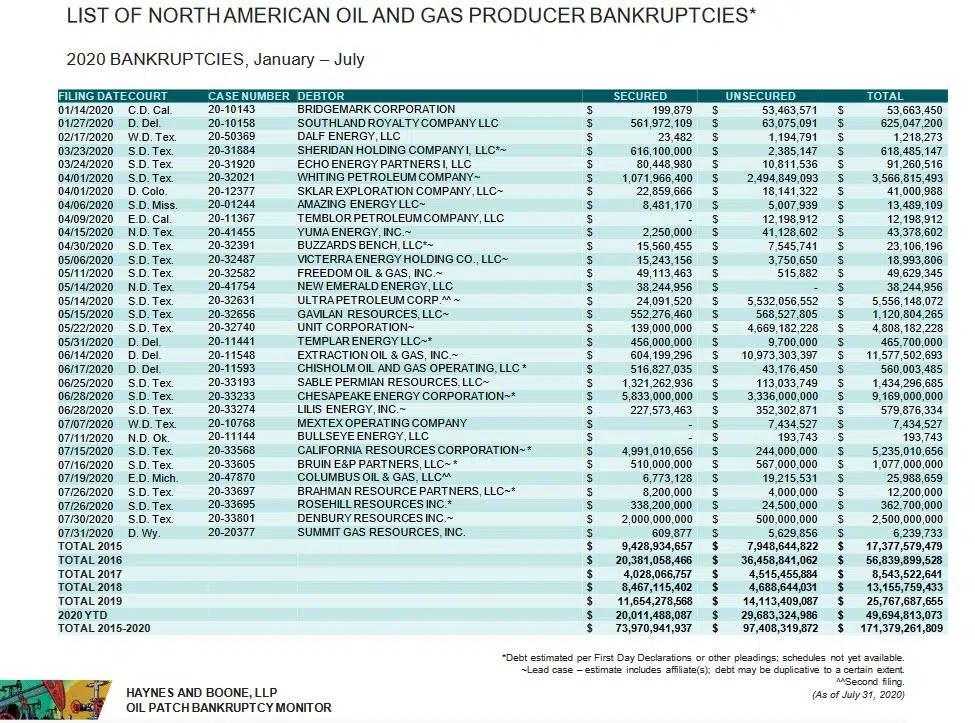 LIST OF NORTH AMERICAN OIL AND GAS PRODUCER BANKRUPTCIES*
2020 BANKRUPTCIES, January – July
FILING DATE COURT CASE NUMBER DEBTOR SECURED UNSECURED TOTAL
01/14/2020 C.D. Cal. 20-10143 BRIDGEMARK CORPORATION $ 199,879 $ 53,463,571 $ 53,663,450
01/27/2020 D. Del. 20-10158 SOUTHLAND ROYALTY COMPANY LLC $ 561,972,109 $ 63,075,091 $ 625,047,200
02/17/2020 W.D. Tex. 20-50369 DALF ENERGY, LLC $ 23,482 $ 1,194,791 $ 1,218,273
03/23/2020 S.D. Tex. 20-31884 SHERIDAN HOLDING COMPANY I, LLC*~ $ 616,100,000 $ 2,385,147 $ 618,485,147
03/24/2020 S.D. Tex. 20-31920 ECHO ENERGY PARTNERS I, LLC $ 80,448,980 $ 10,811,536 $ 91,260,516
04/01/2020 S.D. Tex. 20-32021 WHITING PETROLEUM COMPANY~ $ 1,071,966,400 $ 2,494,849,093 $ 3,566,815,493
04/01/2020 D. Colo. 20-12377 SKLAR EXPLORATION COMPANY, LLC~ $ 22,859,666 $ 18,141,322 $ 41,000,988
04/06/2020 S.D. Miss. 20-01244 AMAZING ENERGY LLC~ $ 8,481,170 $ 5,007,939 $ 13,489,109
04/09/2020 E.D. Cal. 20-11367 TEMBLOR PETROLEUM COMPANY, LLC $ - $ 12,198,912 $ 12,198,912
04/15/2020 N.D. Tex. 20-41455 YUMA ENERGY, INC.~ $ 2,250,000 $ 41,128,602 $ 43,378,602
04/30/2020 S.D. Tex. 20-32391 BUZZARDS BENCH, LLC*~ $ 15,560,455 $ 7,545,741 $ 23,106,196
05/06/2020 S.D. Tex. 20-32487 VICTERRA ENERGY HOLDING CO., LLC~ $ 15,243,156 $ 3,750,650 $ 18,993,806
05/11/2020 S.D. Tex. 20-32582 FREEDOM OIL & GAS, INC.~ $ 49,113,463 $ 515,882 $ 49,629,345
05/14/2020 N.D. Tex. 20-41754 NEW EMERALD ENERGY, LLC $ 38,244,956 $ - $ 38,244,956
05/14/2020 S.D. Tex. 20-32631 ULTRA PETROLEUM CORP.^^ ~ $ 24,091,520 $ 5,532,056,552 $ 5,556,148,072
05/15/2020 S.D. Tex. 20-32656 GAVILAN RESOURCES, LLC~ $ 552,276,460 $ 568,527,805 $ 1,120,804,265
05/22/2020 S.D. Tex. 20-32740 UNIT CORPORATION~ $ 139,000,000 $ 4,669,182,228 $ 4,808,182,228
05/31/2020 D. Del. 20-11441 TEMPLAR ENERGY LLC~* $ 456,000,000 $ 9,700,000 $ 465,700,000
06/14/2020 D. Del. 20-11548 EXTRACTION OIL & GAS, INC.~ $ 604,199,296 $ 10,973,303,397 $ 11,577,502,693
06/17/2020 D. Del. 20-11593 CHISHOLM OIL AND GAS OPERATING, LLC * $ 516,827,035 $ 43,176,450 $ 560,003,485
06/25/2020 S.D. Tex. 20-33193 SABLE PERMIAN RESOURCES, LLC~ $ 1,321,262,936 $ 113,033,749 $ 1,434,296,685
06/28/2020 S.D. Tex. 20-33233 CHESAPEAKE ENERGY CORPORATION~* $ 5,833,000,000 $ 3,336,000,000 $ 9,169,000,000
06/28/2020 S.D. Tex. 20-33274 LILIS ENERGY, INC.~ $ 227,573,463 $ 352,302,871 $ 579,876,334
07/07/2020 W.D. Tex. 20-10768 MEXTEX OPERATING COMPANY $ - $ 7,434,527 $ 7,434,527
07/11/2020 N.D. Ok. 20-11144 BULLSEYE ENERGY, LLC $ - $ 193,743 $ 193,743
07/15/2020 S.D. Tex. 20-33568 CALIFORNIA RESOURCES CORPORATION~* $ 4,991,010,656 $ 244,000,000 $ 5,235,010,656
07/16/2020 S.D. Tex. 20-33605 BRUIN E&P PARTNERS, LLC~ * $ 510,000,000 $ 567,000,000 $ 1,077,000,000
07/19/2020 E.D. Mich. 20-47870 COLUMBUS OIL & GAS, LLC^^ $ 6,773,128 $ 19,215,531 $ 25,988,659
07/26/2020 S.D. Tex. 20-33697 BRAHMAN RESOURCE PARTNERS, LLC~* $ 8,200,000 $ 4,000,000 $ 12,200,000
07/26/2020 S.D. Tex. 20-33695 ROSEHILL RESOURCES INC.* $ 338,200,000 $ 24,500,000 $ 362,700,000
07/30/2020 S.D. Tex. 20-33801 DENBURY RESOURCES INC.~ $ 2,000,000,000 $ 500,000,000 $ 2,500,000,000
07/31/2020 D. Wy. 20-20377 SUMMIT GAS RESOURCES, INC. $ 609,877 $ 5,629,856 $ 6,239,733
TOTAL 2015 $ 9,428,934,657 $ 7,948,644,822 $ 17,377,579,479
TOTAL 2016 $ 20,381,058,466 $ 36,458,841,062 $ 56,839,899,528
TOTAL 2017 $ 4,028,066,757 $ 4,515,455,884 $ 8,543,522,641
TOTAL 2018 $ 8,467,115,402 $ 4,688,644,031 $ 13,155,759,433
TOTAL 2019 $ 11,654,278,568 $ 14,113,409,087 $ 25,767,687,655
2020 YTD $ 20,011,488,087 $ 29,683,324,986 $ 49,694,813,073
TOTAL 2015-2020 $ 73,970,941,937 $ 97,408,319,872 $ 171,379,261,809
*Debt estimated per First Day Declarations or other pleadings; schedules not yet available.
~Lead case – estimate includes affiliate(s); debt may be duplicative to a certain extent.
^^Second filing.
(As of July 31, 2020)
HAYNES AND BOONE, LLP
OIL PATCH BANKRUPTCY MONITOR